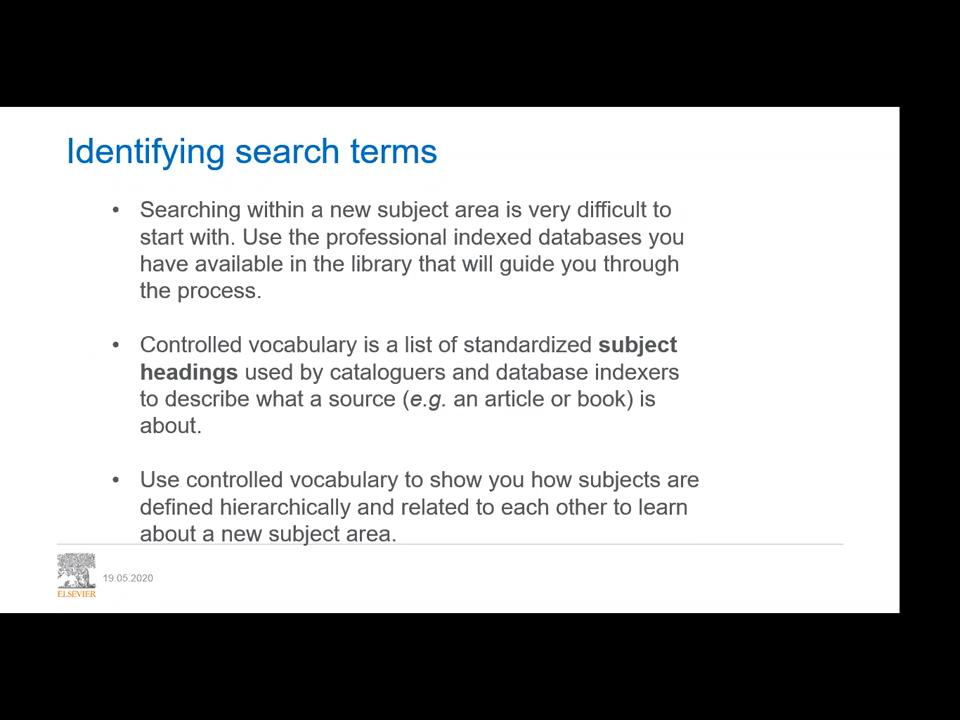 Identifying search terms
• Searching within a new subject area is very difficult to
start with. Use the professional indexed databases you
have available in the library that will guide you through
the process.
• Controlled vocabulary is a list of standardized subject
headings used by cataloguers and database indexers
to describe what a source (e.g. an article or book) is
about.
• Use controlled vocabulary to show you how subjects are
defined hierarchically and related to each other to learn
about a new subject area.
19.05.2020
ELSEVIER